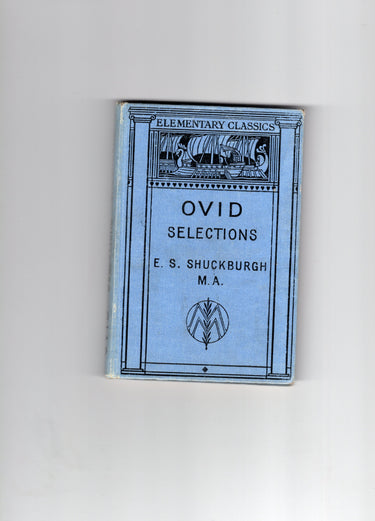 ELEMENTARY CLASSICS
OVID
SELECTIONS
E. S. SHUCKBURGH
M.A.